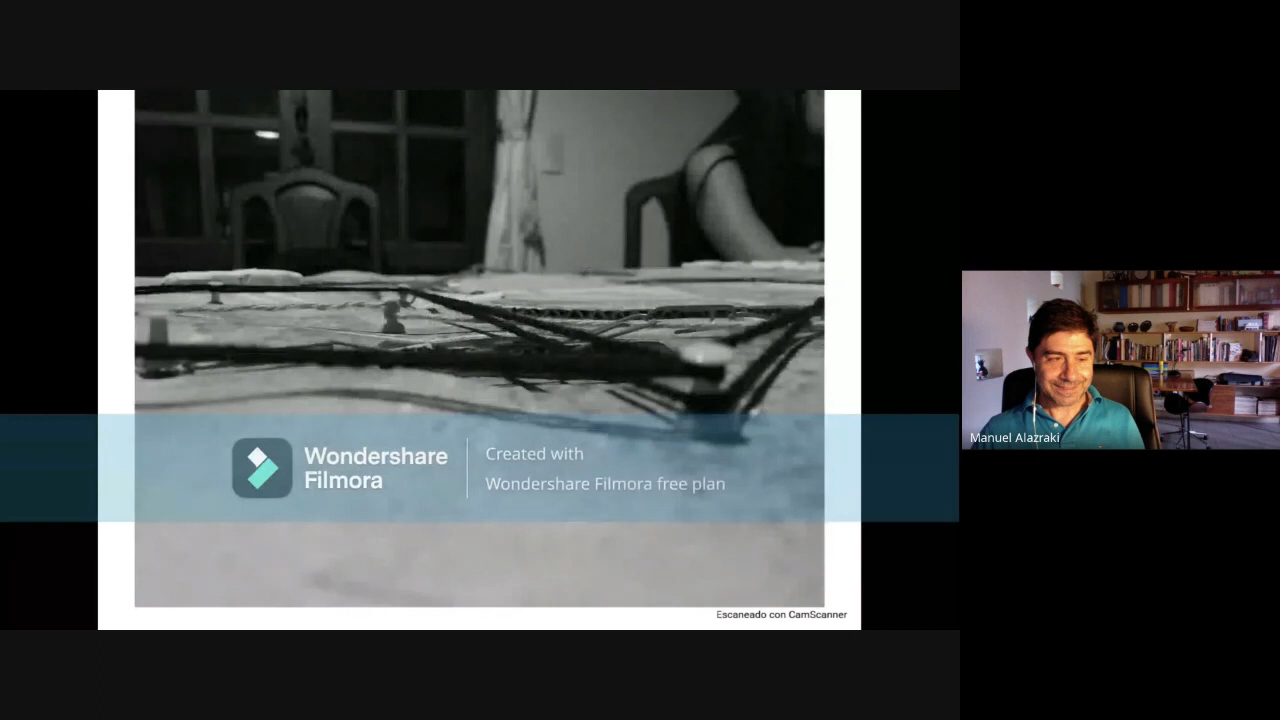 Wondershare
Filmora
Created with
Wondershare Filmora free plan
Escaneado con CamScanner
Manuel Alazraki